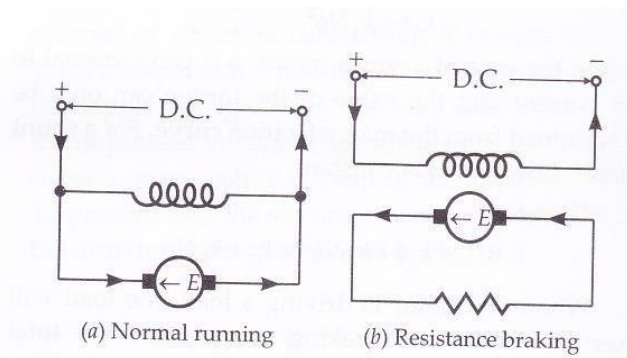 + −
D.C.
← E
(a) Normal running
+ -
D.C.
← E
(b) Resistance braking